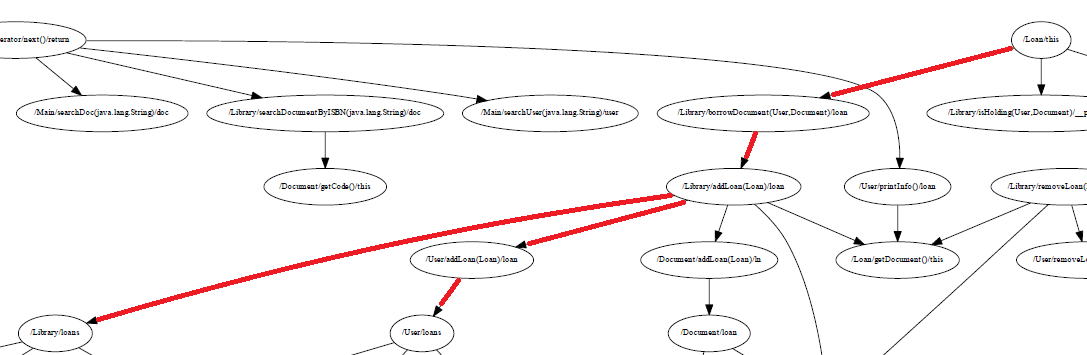 erator/next()/return
/Loan/this
/Main/searchDoc(java.lang.String)/doc
/Library/searchDocumentByISBN(java.lang.String)/doc
/Main/searchUser(java.lang.String)/user
/Library/borrowDocument(User,Document)/loan
/Library/isHolding(User,Document)/__p
/Document/getCode()/this
/Library/addLoan(Loan)/loan
/User/printInfo()/loan
/Library/removeLoan(
/User/addLoan(Loan)/loan
/Document/addLoan(Loan)/ln
/Loan/getDocument()/this
/User/removeLo
/Library/loans
/User/loans
/Document/loan